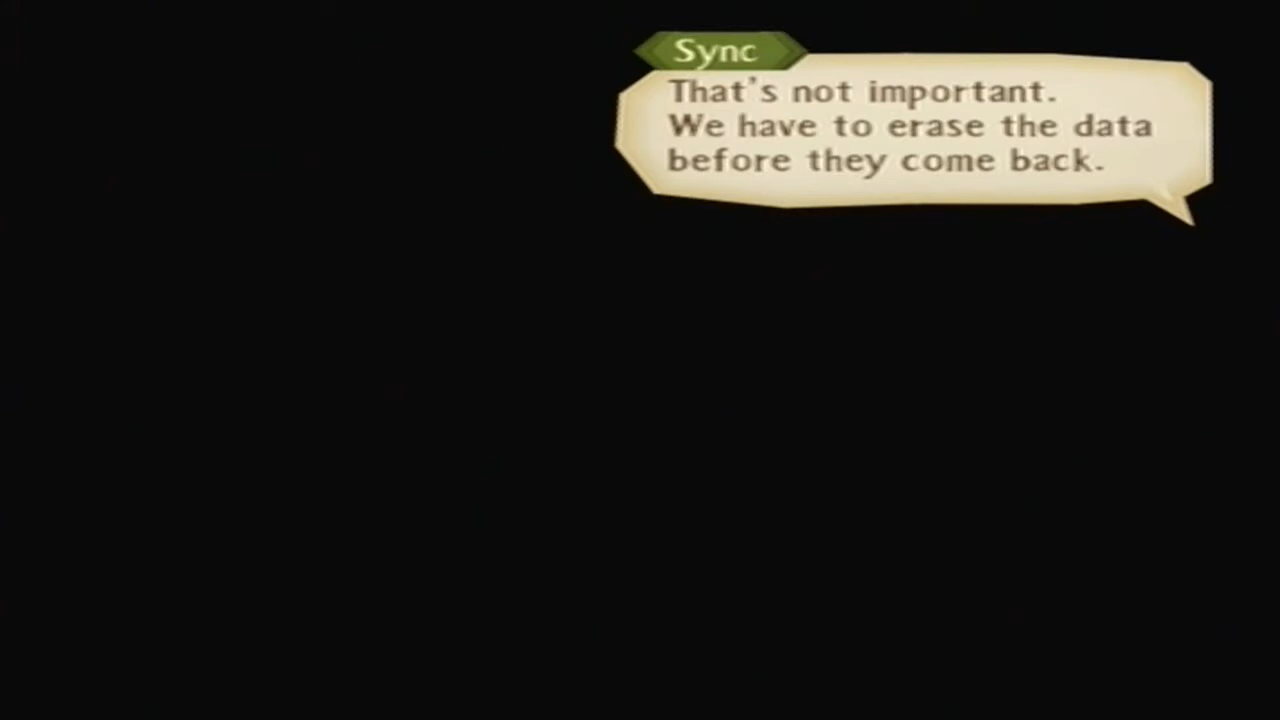 Sync
That's not important.
We have to erase the data
before they come back.